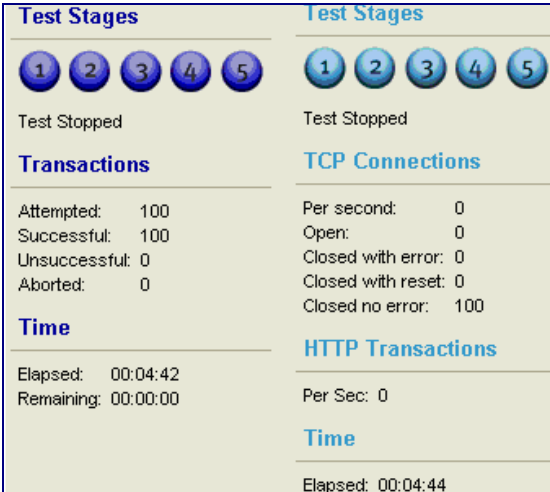 Test Stages
1 2 3 4 5
Test Stopped
Transactions
Attempted: 100
Successful: 100
Unsuccessful: 0
Aborted: 0
Time
Elapsed: 00:04:42
Remaining: 00:00:00
Test Stages
1 2 3 4 5
Test Stopped
TCP Connections
Per second: 0
Open: 0
Closed with error: 0
Closed with reset: 0
Closed no error: 100
HTTP Transactions
Per Sec: 0
Time
Elapsed: 00:04:44